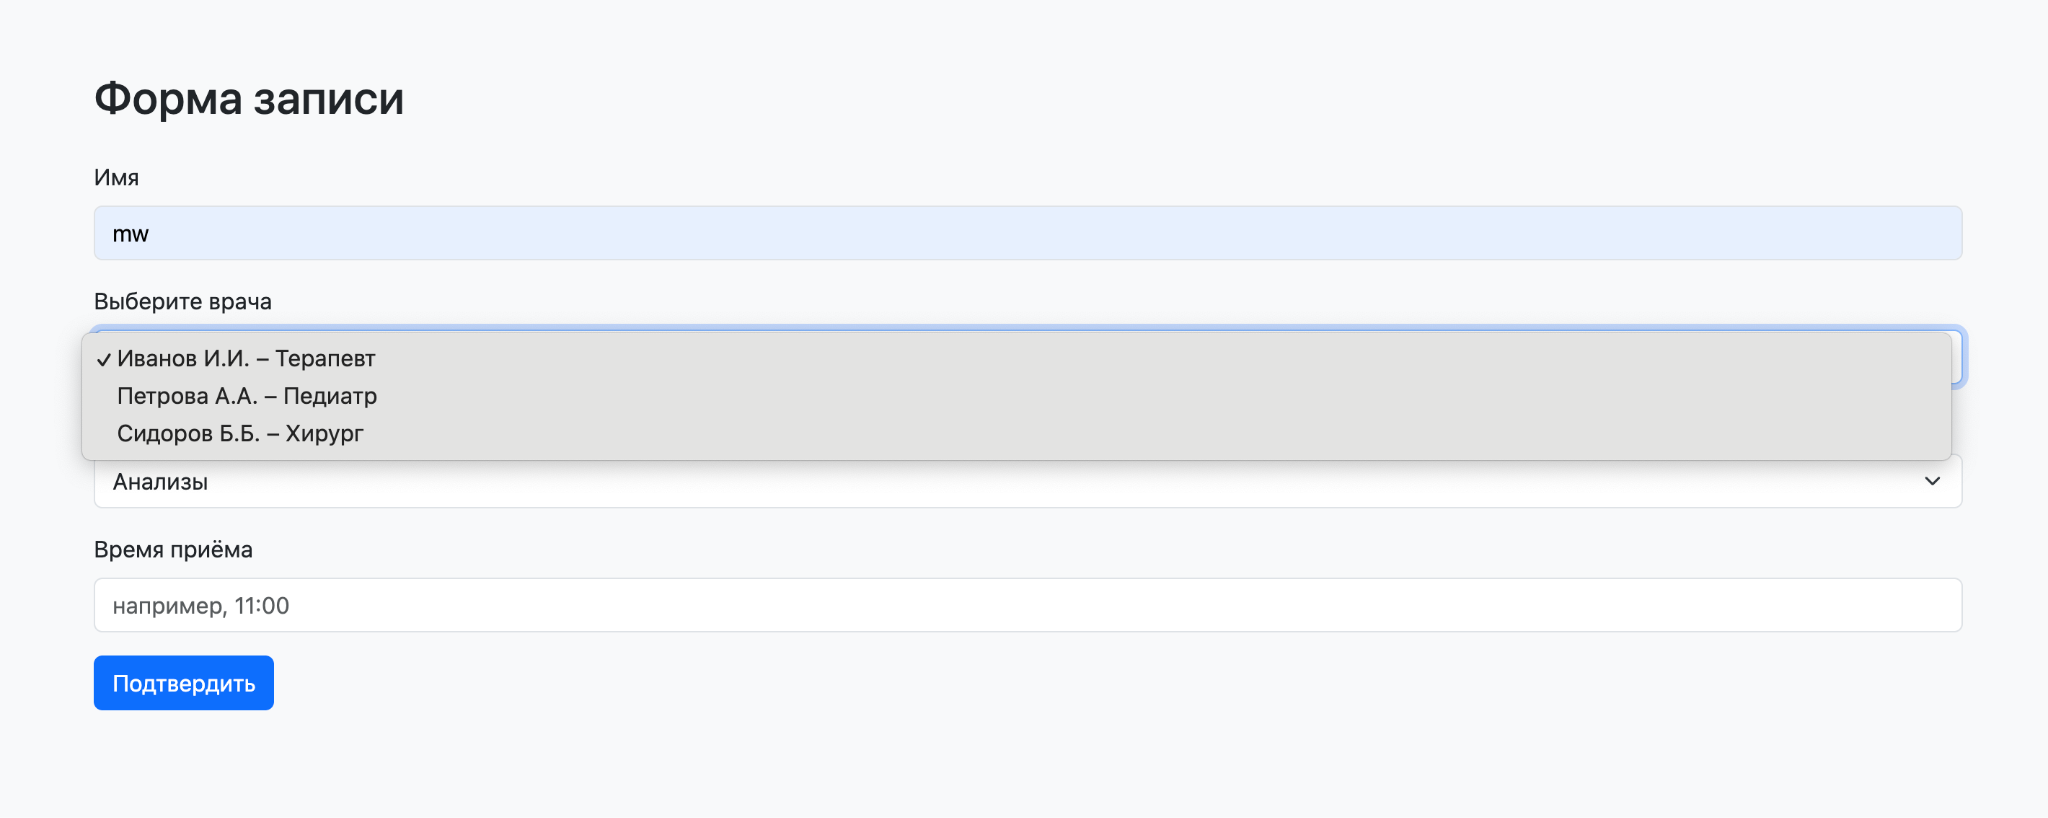 Форма записи
Имя
mw
Выберите врача
✓ Иванов И.И. – Терапевт
Петрова А.А. – Педиатр
Сидоров Б.Б. – Хирург
Анализы
Время приёма
например, 11:00
Подтвердить